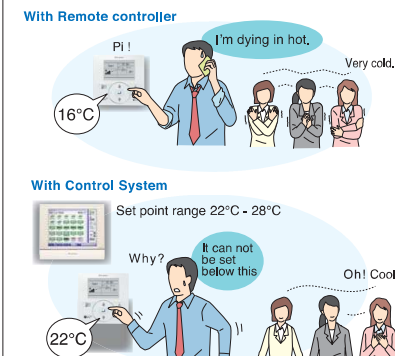 With Remote controller
Pi !
I'm dying in hot.
Very cold.
16°C
With Control System
Set point range 22°C - 28°C
Why?
It can not
be set
below this
Oh! Cool
22°C